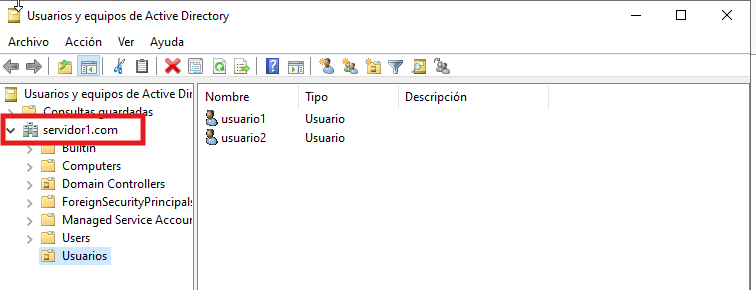 Usuarios y equipos de Active Directory
Archivo Acción Ver Ayuda
Usuarios y equipos de Active Dire
Consultas guardadas
servidor1.com
Builtin
Computers
Domain Controllers
ForeignSecurityPrincipals
Managed Service Accou
Users
Usuarios
Nombre Tipo Descripción
usuario1 Usuario
usuario2 Usuario